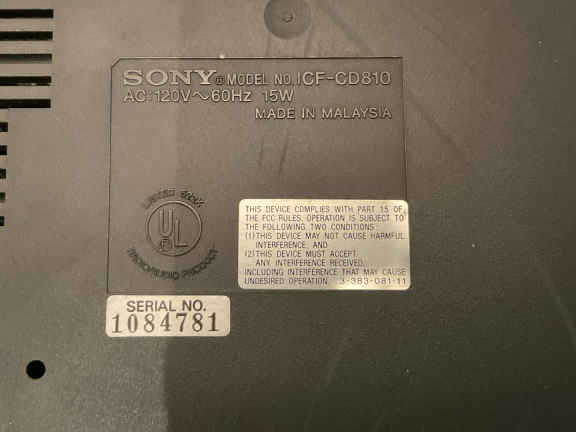 SONY® MODEL NO. ICF-CD810
AC:120V~60Hz 15W
MADE IN MALAYSIA
LISTED
UL
RADIO/AUDIO PRODUCT
THIS DEVICE COMPLIES WITH PART 15 OF
THE FCC RULES. OPERATION IS SUBJECT TO
THE FOLLOWING TWO CONDITIONS:
(1)THIS DEVICE MAY NOT CAUSE HARMFUL
INTERFERENCE, AND
(2)THIS DEVICE MUST ACCEPT
ANY INTERFERENCE RECEIVED,
INCLUDING INTERFERENCE THAT MAY CAUSE
UNDESIRED OPERATION. 3-383-081-11
SERIAL NO.
1084781